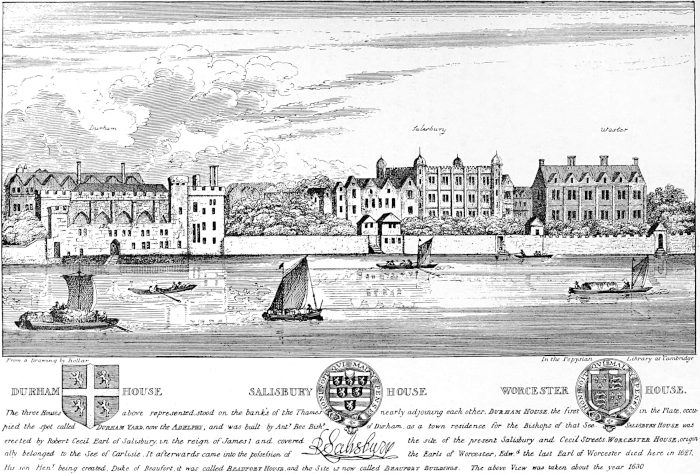 Durham
Salisbury
Worster
From a Drawing by Hollar
In the Pepysian Library at Cambridge
DURHAM HOUSE
SALISBURY HOUSE
WORCESTER HOUSE.
The three Houses above represented, stood on the banks of the Thames nearly adjoining each other. DURHAM HOUSE, the first in the Plate, occu-
pied the spot called DURHAM YARD, now the ADELPHI, and was built by Ant.y Bec Bish.p of Durham, as a town residence for the Bishops of that See. SALISBURY HOUSE was
erected by Robert Cecil Earl of Salisbury, in the reign of James I and covered the site of the present Salisbury and Cecil Streets. WORCESTER HOUSE, origin-
ally belonged to the See of Carlisle. It afterwards came into the possession of the Earls of Worcester, Edw.d the last Earl of Worcester died here in 1627.
His son Hen.y being created, Duke of Beaufort, it was called BEAUFORT HOUSE, and the Site is now called BEAUFORT BUILDINGS. The above View was taken about the year 1630
RSalsbury